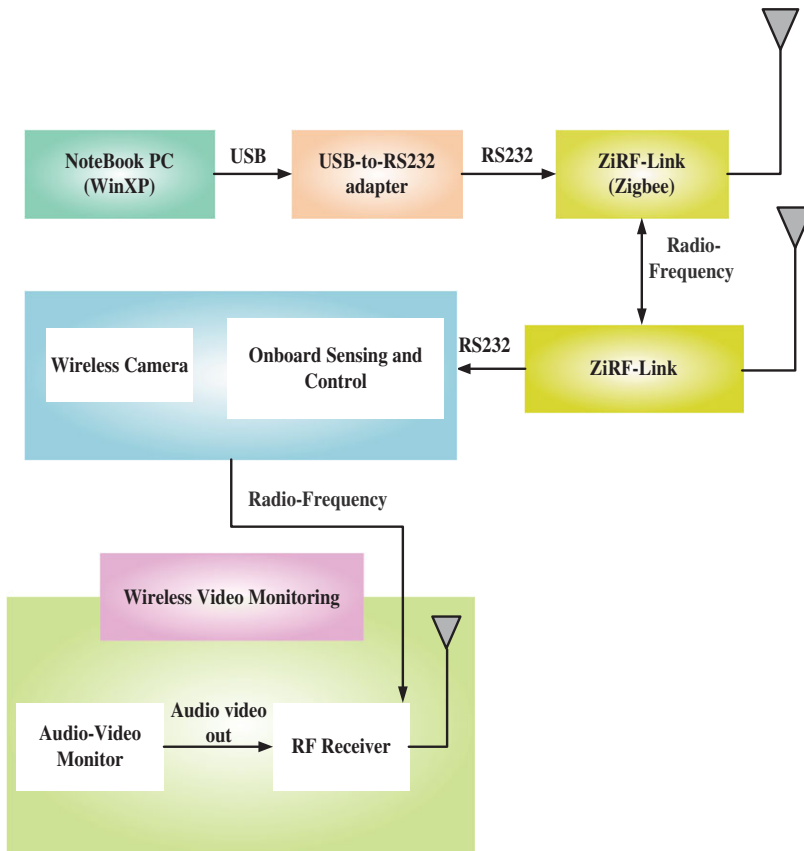 NoteBook PC
(WinXP)
USB
USB-to-RS232
adapter
RS232
ZiRF-Link
(Zigbee)
Radio-
Frequency
Wireless Camera
Onboard Sensing and
Control
RS232
ZiRF-Link
Radio-Frequency
Wireless Video Monitoring
Audio-Video
Monitor
Audio video
out
RF Receiver